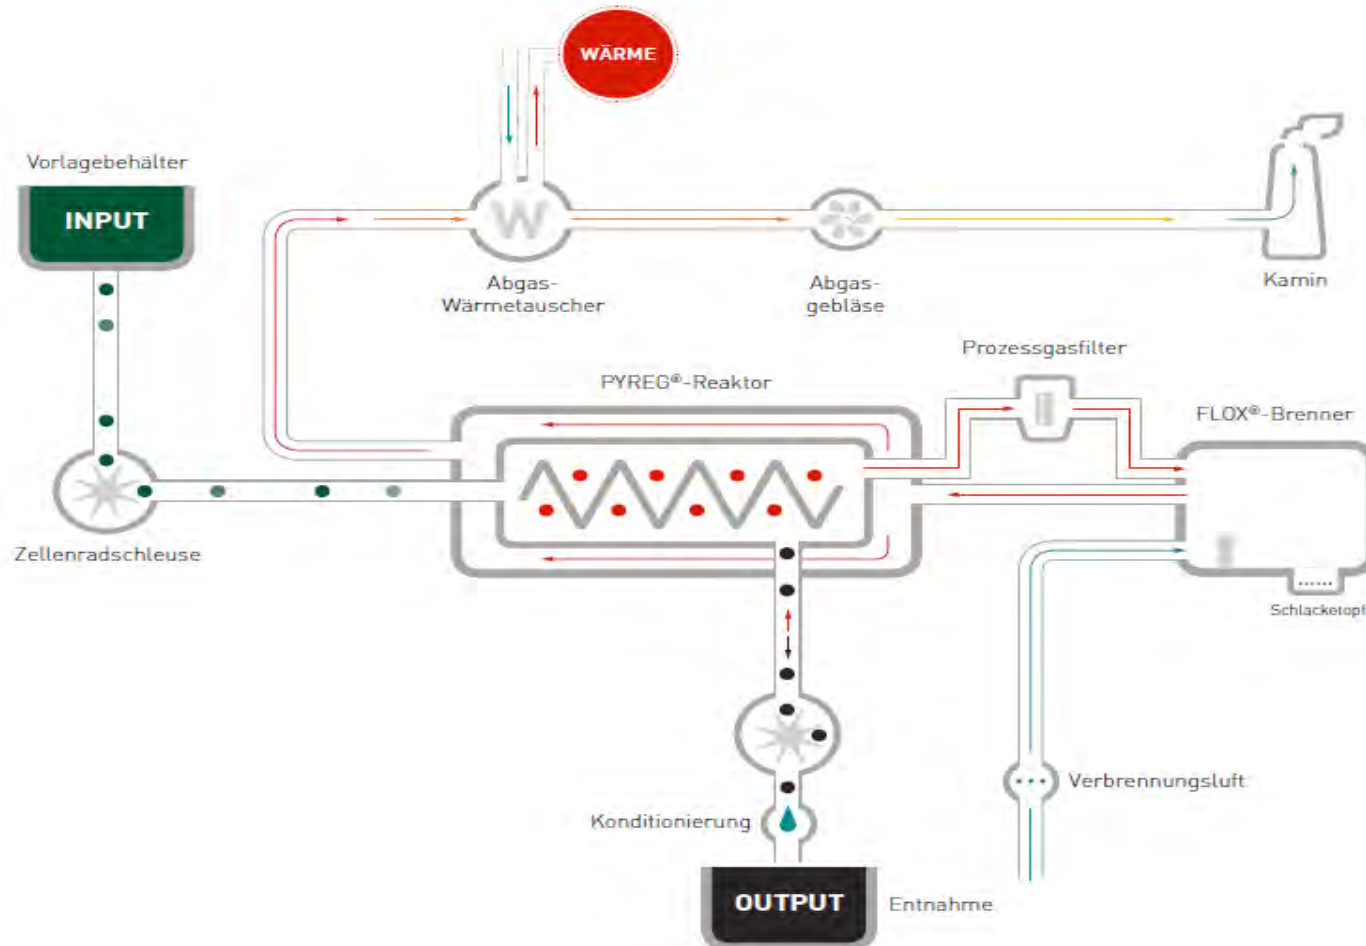 WÄRME
Vorlagebehälter
INPUT
W
Abgas-
Wärmetauscher
Abgas-
gebläse
Kamin
Prozessgasfilter
PYREG®-Reaktor
FLOX®-Brenner
Zellenradschleuse
Schlacketopf
Verbrennungsluft
Konditionierung
OUTPUT
Entnahme